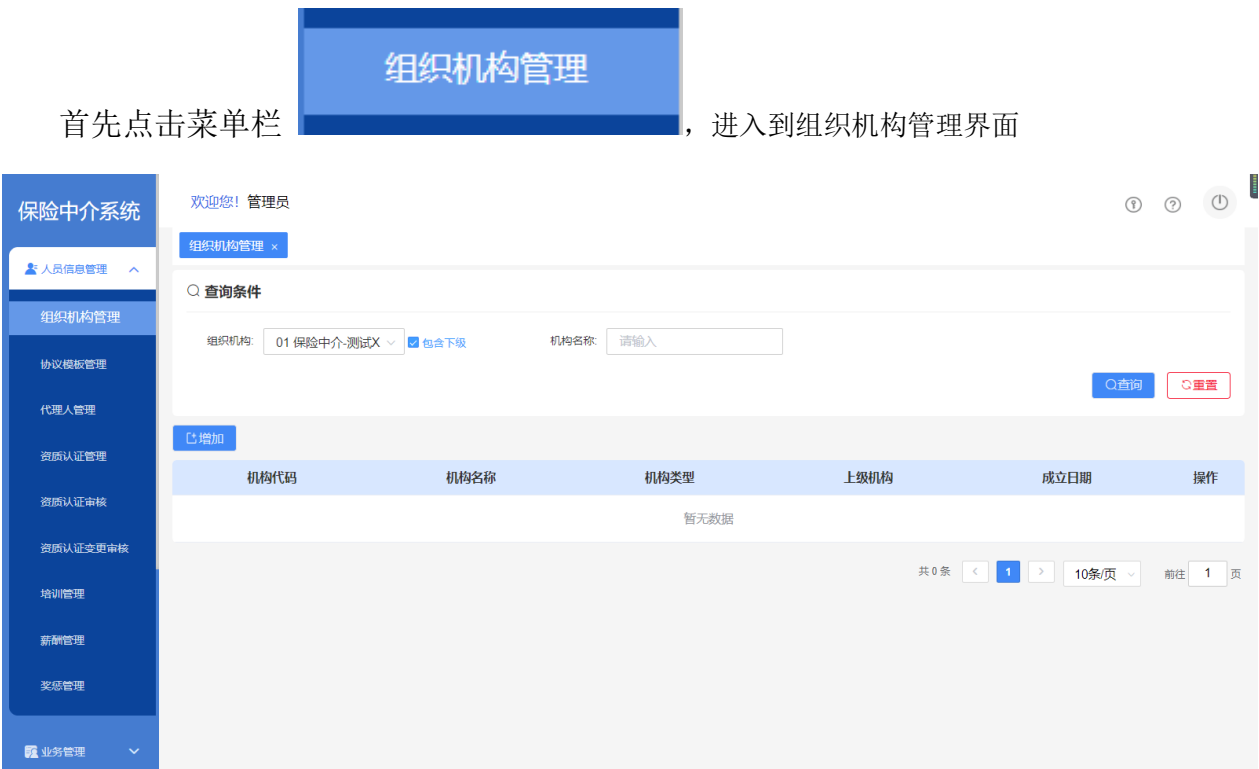 组织机构管理
首先点击菜单栏 ，进入到组织机构管理界面
保险中介系统
欢迎您！管理员
组织机构管理 ×
人员信息管理
查询条件
组织机构管理
组织机构: 01 保险中介-测试X 包含下级 机构名称: 请输入
协议模板管理
查询 重置
代理人管理
增加
资质认证管理
机构代码 机构名称 机构类型 上级机构 成立日期 操作
资质认证审核
暂无数据
资质认证变更审核
共 0 条 < 1 > 10条/页 前往 1 页
培训管理
薪酬管理
奖惩管理
业务管理